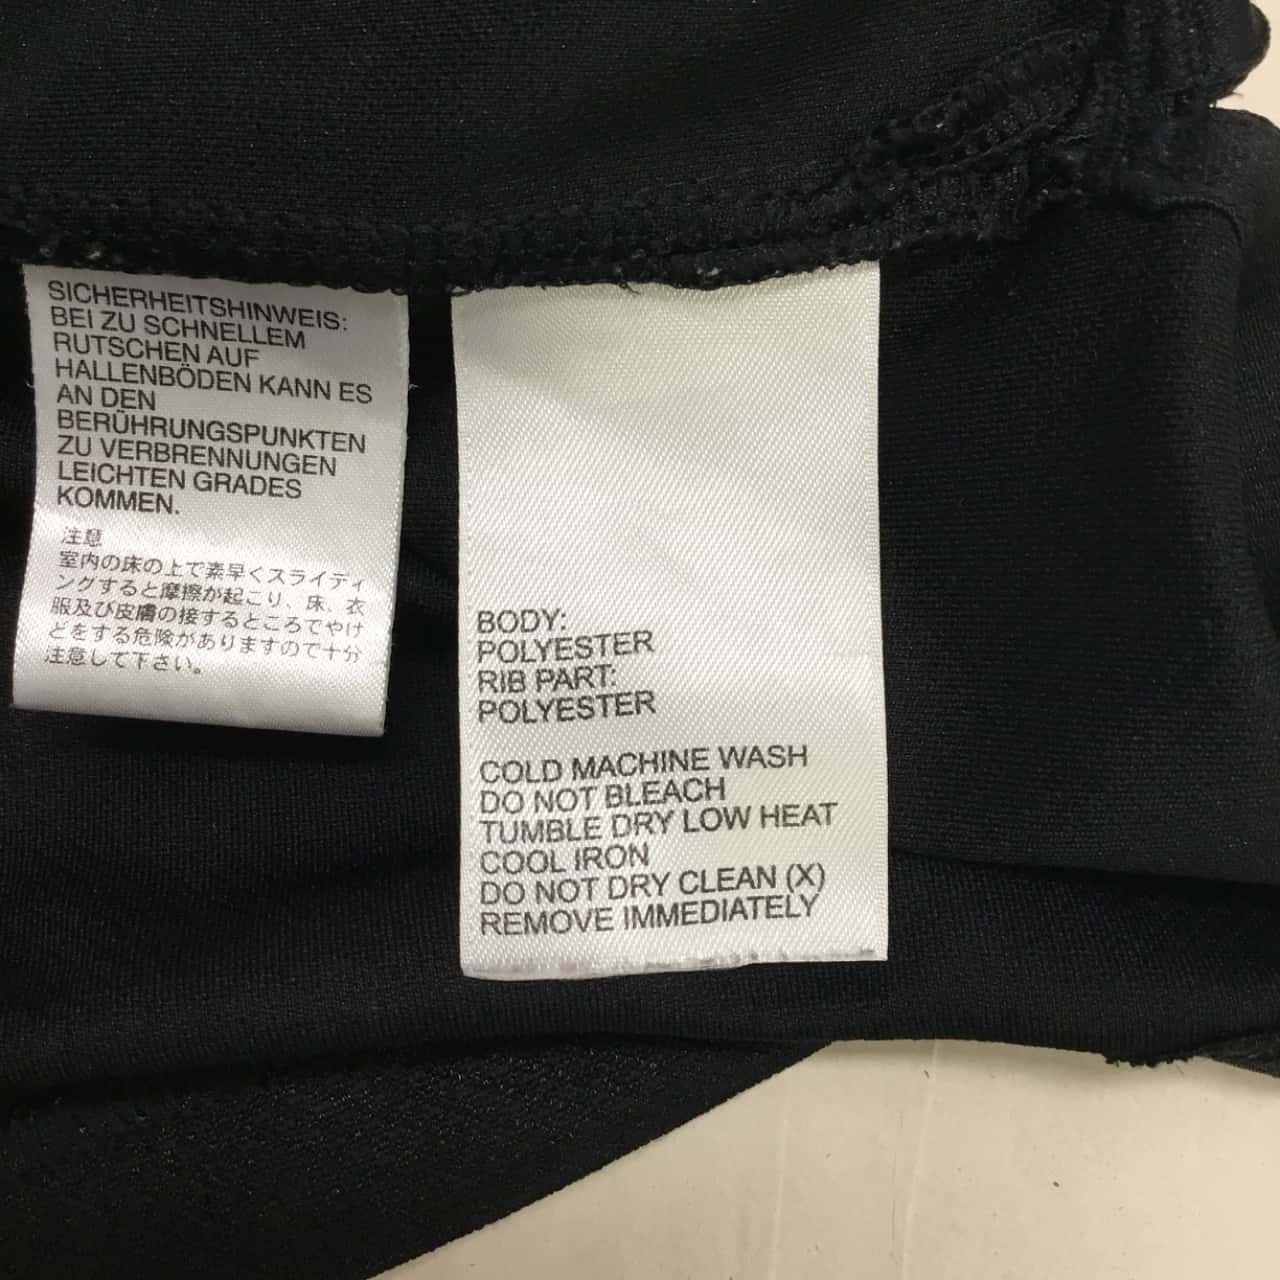 SICHERHEITSHINWEIS:
BEI ZU SCHNELLEM
RUTSCHEN AUF
HALLENBÖDEN KANN ES
AN DEN
BERÜHRUNGSPUNKTEN
ZU VERBRENNUNGEN
LEICHTEN GRADES
KOMMEN.
注意
室内の床の上で素早くスライディ
ングすると摩擦が起こり、床、衣
服及び皮膚の接するところでやけ
どをする危険がありますので十分
注意して下さい。
BODY:
POLYESTER
RIB PART:
POLYESTER
COLD MACHINE WASH
DO NOT BLEACH
TUMBLE DRY LOW HEAT
COOL IRON
DO NOT DRY CLEAN (X)
REMOVE IMMEDIATELY